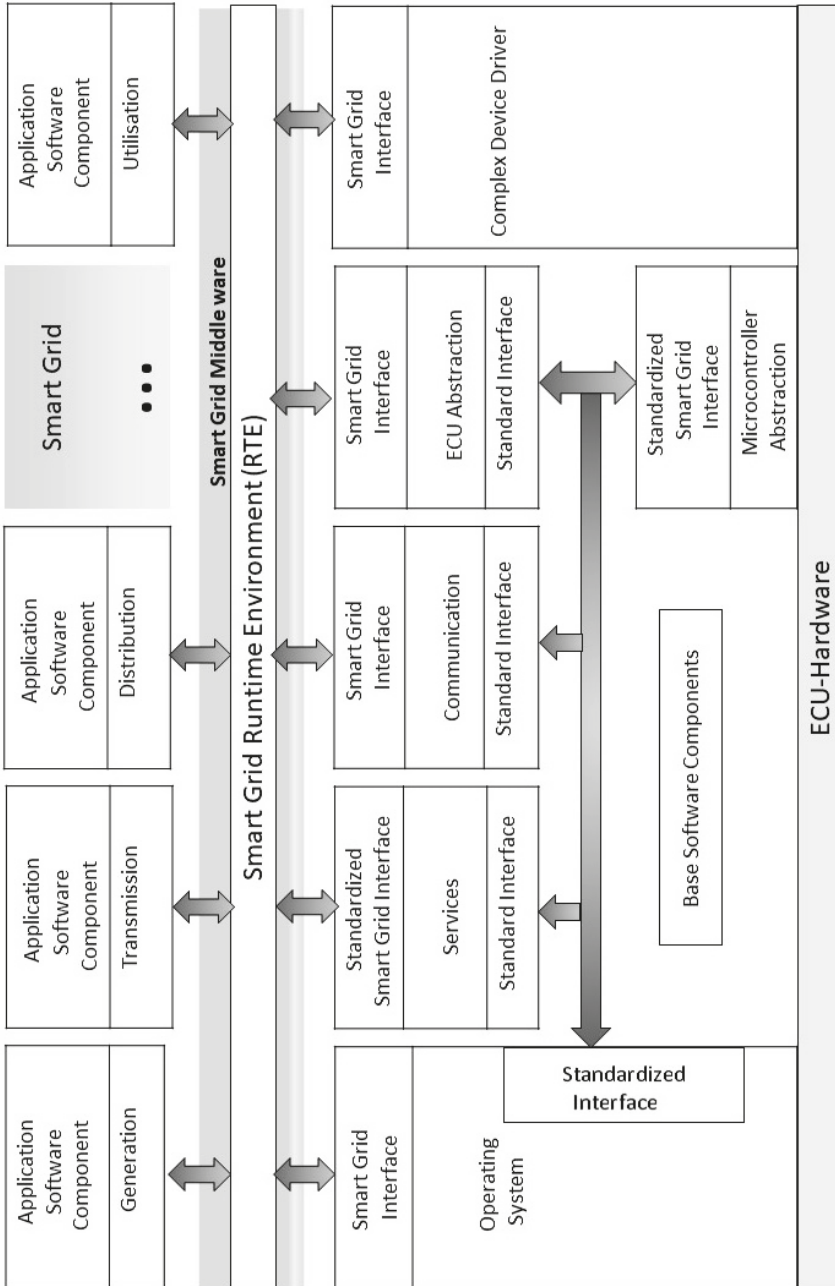 Application
Software
Component
Generation
Application
Software
Component
Transmission
Application
Software
Component
Distribution
Smart Grid
...
Application
Software
Component
Utilisation
Smart Grid Middle ware
Smart Grid Runtime Environment (RTE)
Smart Grid
Interface
Operating
System
Standardized
Interface
Standardized
Smart Grid Interface
Services
Standard Interface
Smart Grid
Interface
Communication
Standard Interface
Smart Grid
Interface
ECU Abstraction
Standard Interface
Standardized
Smart Grid
Interface
Microcontroller
Abstraction
Smart Grid
Interface
Complex Device Driver
Base Software Components
ECU-Hardware